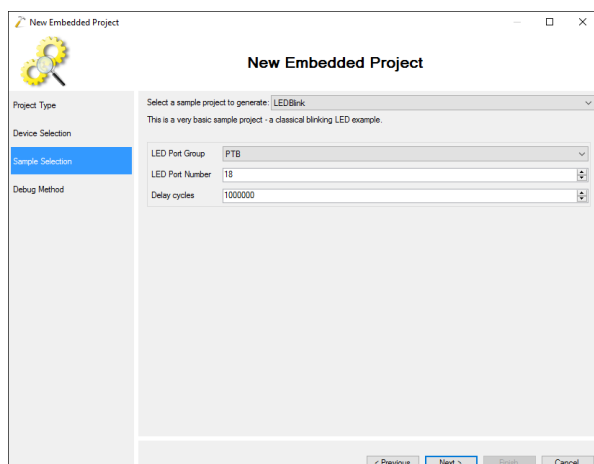 New Embedded Project
New Embedded Project
Project Type
Device Selection
Sample Selection
Debug Method
Select a sample project to generate: LEDBlink
This is a very basic sample project - a classical blinking LED example.
LED Port Group PTB
LED Port Number 18
Delay cycles 1000000
< Previous Next > Finish Cancel